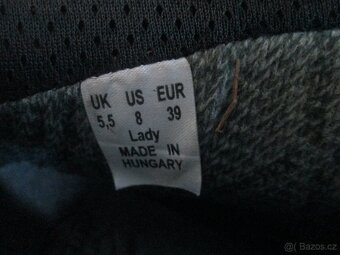 UK US EUR
5,5 8 39
Lady
MADE IN
HUNGARY
© Bazos.cz